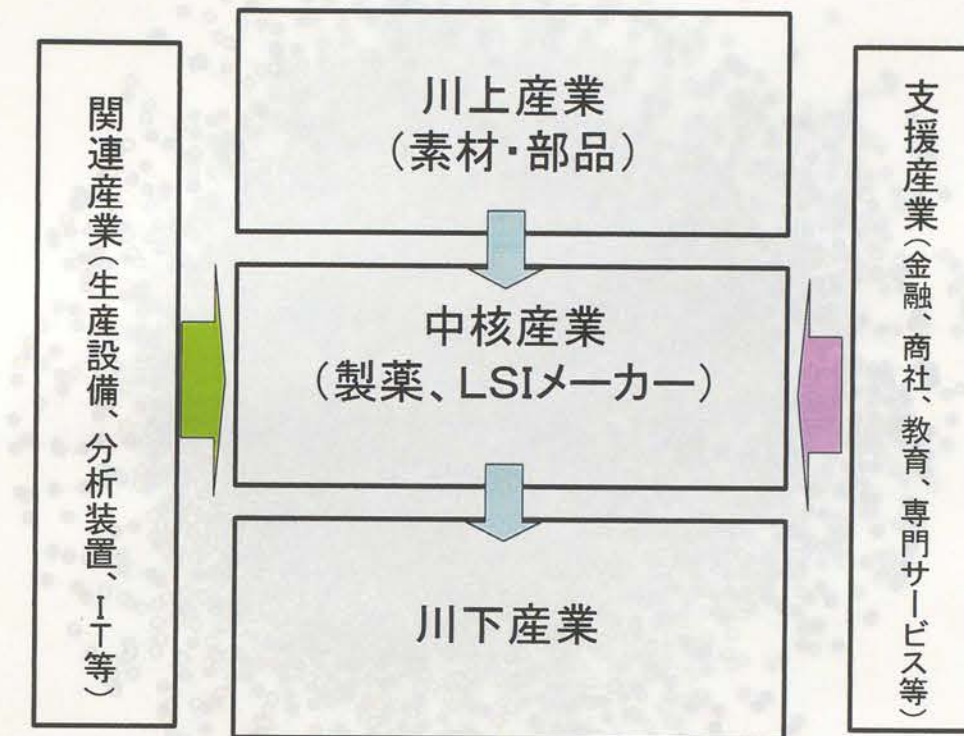 川上産業
（素材・部品）
中核産業
（製薬、LSIメーカー）
川下産業
関連産業（生産設備、分析装置、IT等）
支援産業（金融、商社、教育、専門サービス等）